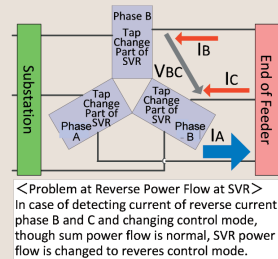 Phase B
Tap
Change
Part of
SVR
IB
VBC
IC
Substation
End of Feeder
Tap
Change
Part of
SVR
Phase
A
Tap
Change
Part of
SVR
Phase
B
IA
＜Problem at Reverse Power Flow at SVR＞
In case of detecting current of reverse current
phase B and C and changing control mode,
though sum power flow is normal, SVR power
flow is changed to reveres control mode.